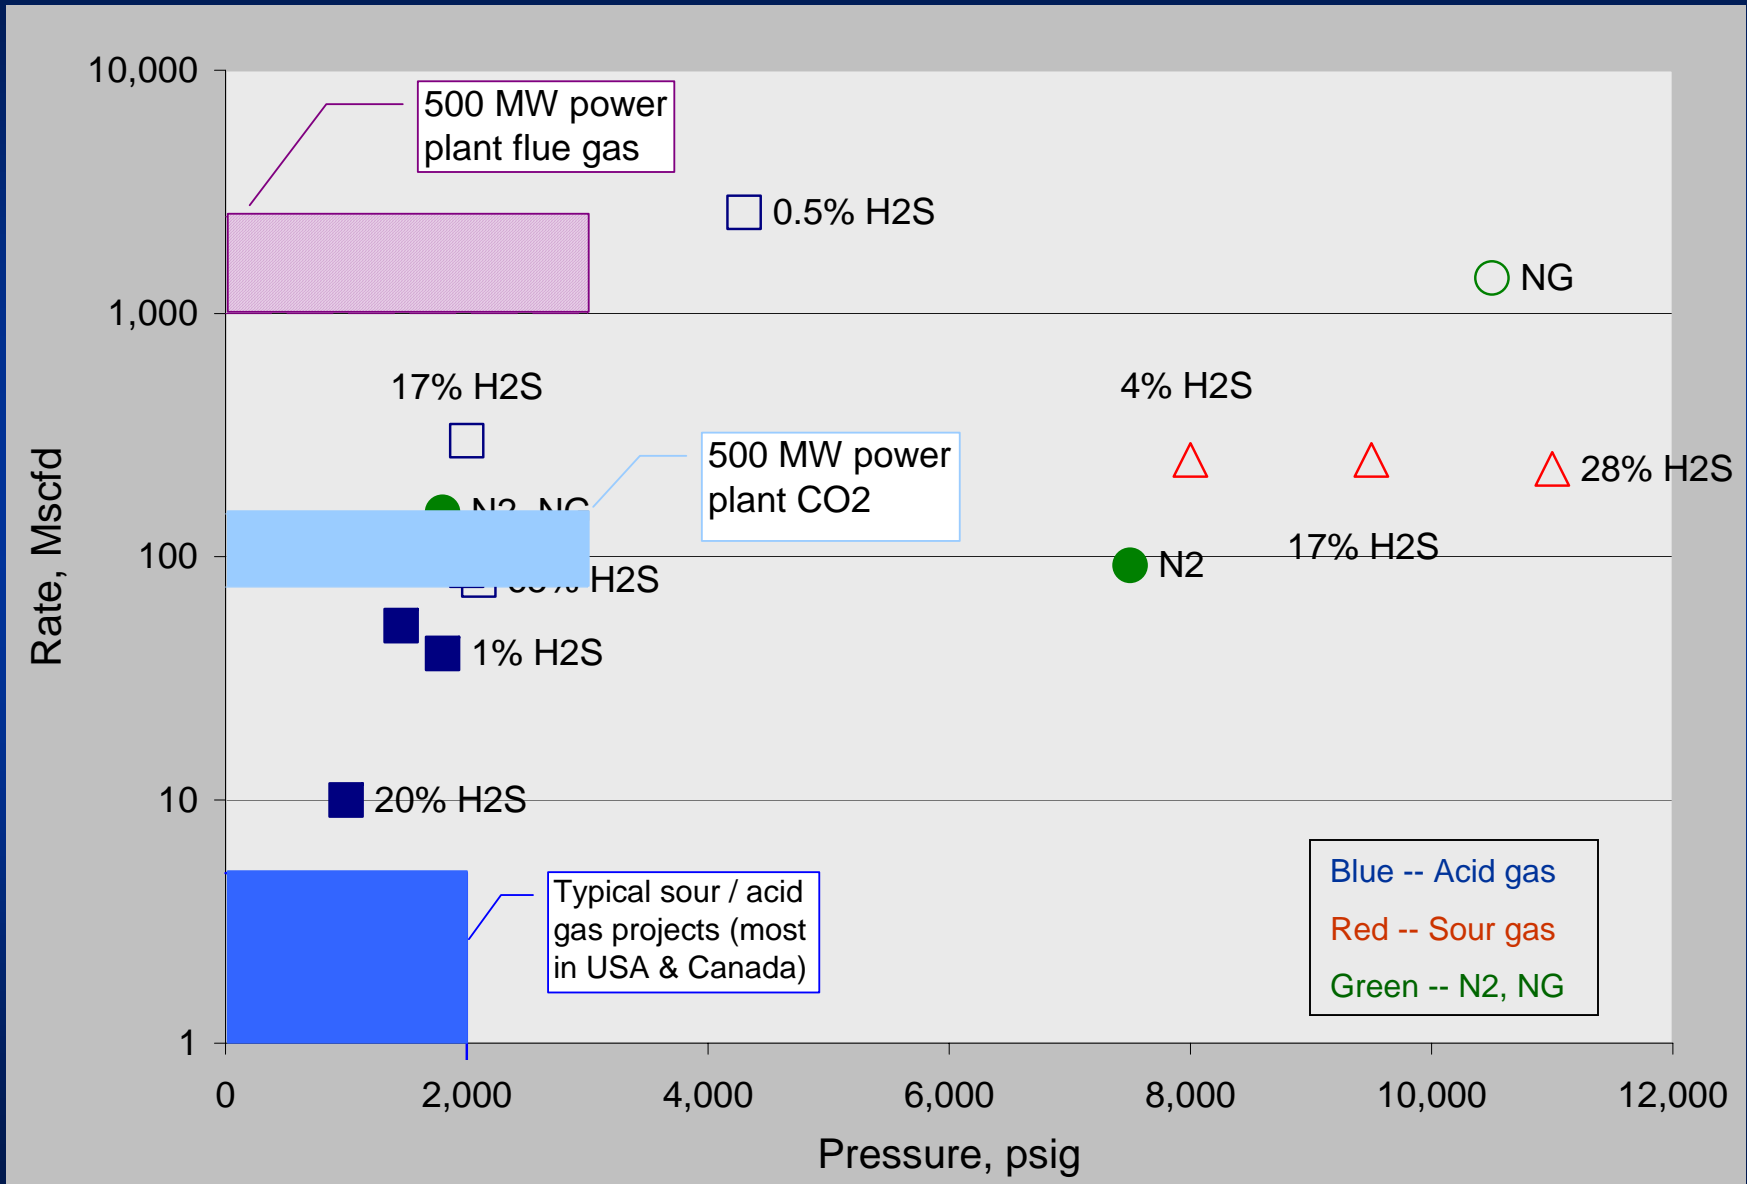 10,000
500 MW power
plant flue gas
0.5% H2S
NG
1,000
17% H2S
4% H2S
500 MW power
plant CO2
28% H2S
N2, NG
100
17% H2S
N2
H2S
1% H2S
10
20% H2S
Typical sour / acid
gas projects (most
in USA & Canada)
Blue -- Acid gas
Red -- Sour gas
Green -- N2, NG
1
0
2,000
4,000
6,000
8,000
10,000
12,000
Pressure, psig
Rate, Mscfd